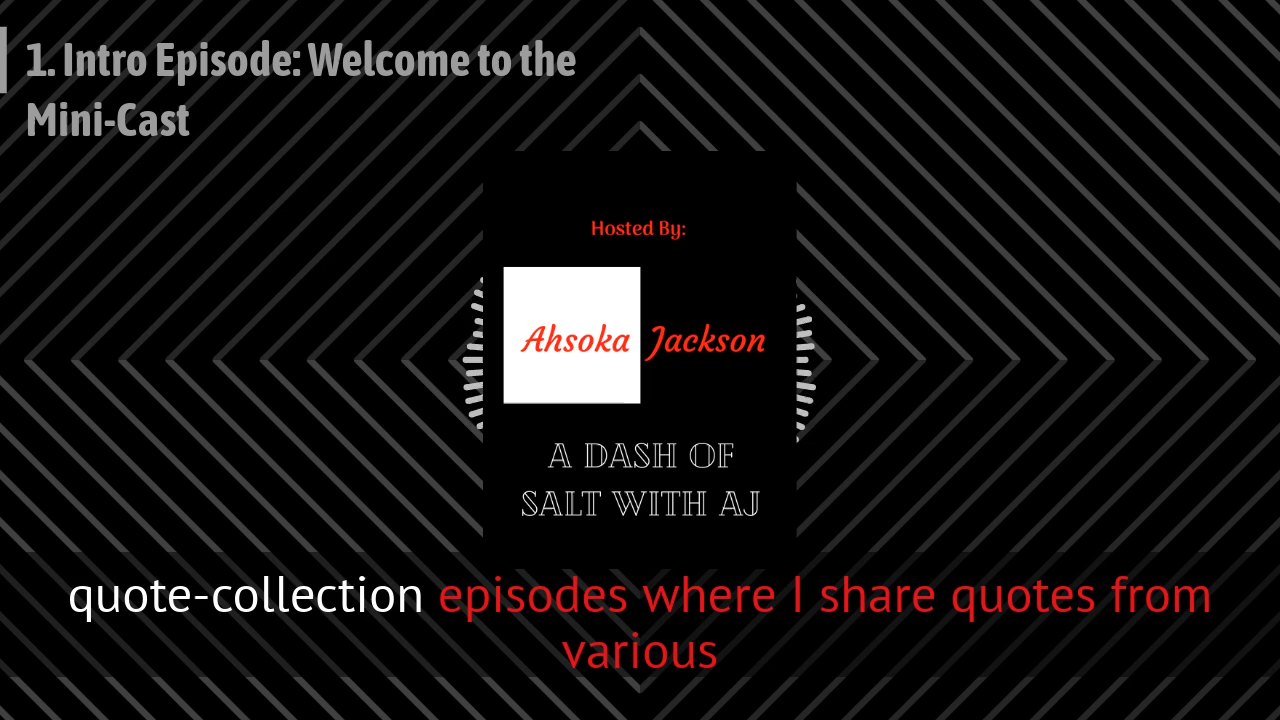 1. Intro Episode: Welcome to the
Mini-Cast
Hosted By:
Ahsoka Jackson
A DASH OF
SALT WITH AJ
quote-collection episodes where I share quotes from
various